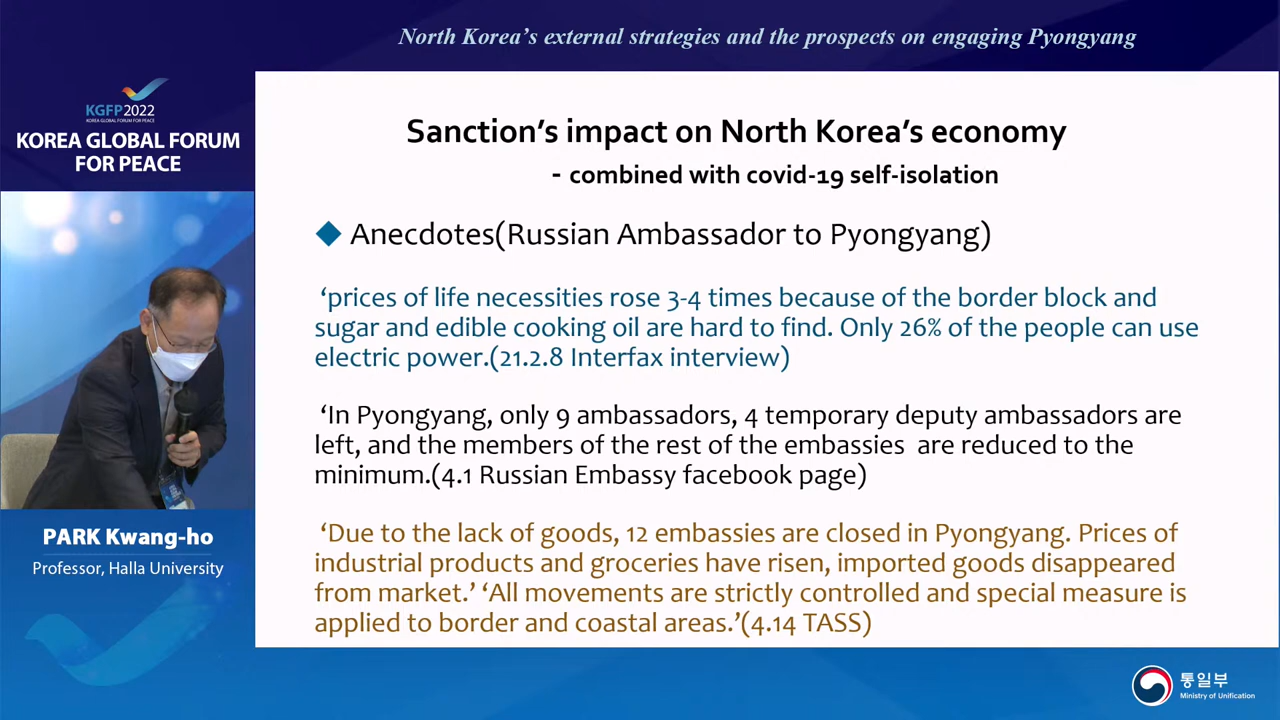 North Korea's external strategies and the prospects on engaging Pyongyang
KGFP2022
KOREA GLOBAL FORUM FOR PEACE
KOREA GLOBAL FORUM
FOR PEACE
Sanction's impact on North Korea's economy
- combined with covid-19 self-isolation
Anecdotes(Russian Ambassador to Pyongyang)
'prices of life necessities rose 3-4 times because of the border block and
sugar and edible cooking oil are hard to find. Only 26% of the people can use
electric power.(21.2.8 Interfax interview)
'In Pyongyang, only 9 ambassadors, 4 temporary deputy ambassadors are
left, and the members of the rest of the embassies are reduced to the
minimum.(4.1 Russian Embassy facebook page)
'Due to the lack of goods, 12 embassies are closed in Pyongyang. Prices of
industrial products and groceries have risen, imported goods disappeared
from market.' 'All movements are strictly controlled and special measure is
applied to border and coastal areas.'(4.14 TASS)
PARK Kwang-ho
Professor, Halla University
통일부
Ministry of Unification